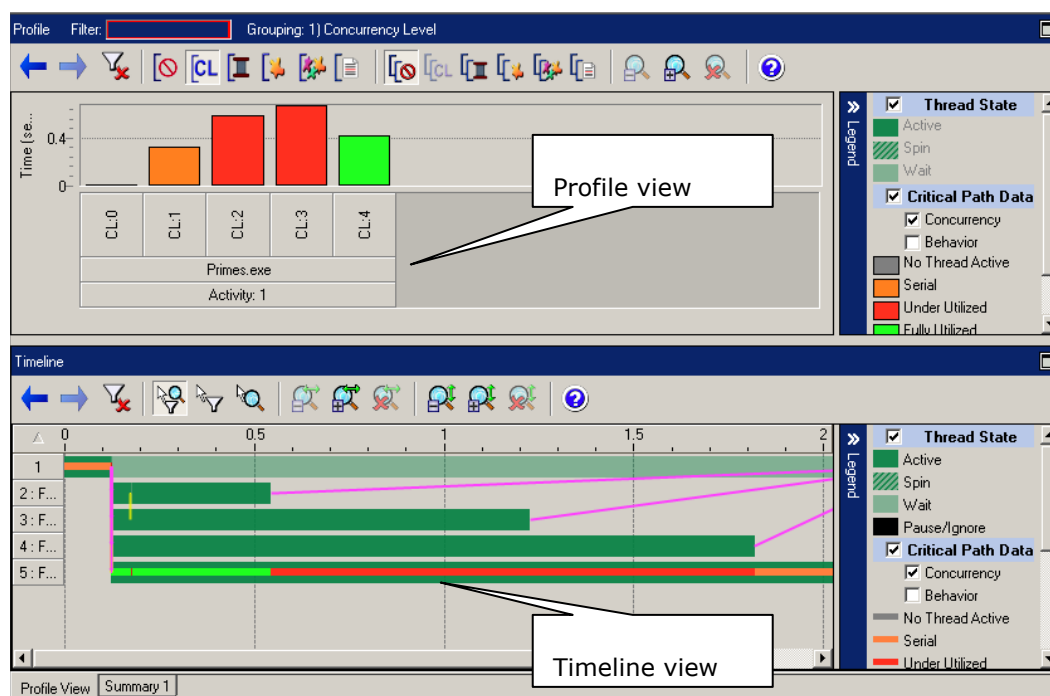 Profile Filter: Grouping: 1) Concurrency Level
CL
CL
Time (se...
0.4
0
CL:0
CL:1
CL:2
CL:3
CL:4
Primes.exe
Activity: 1
Profile view
Legend
Thread State
Active
Spin
Wait
Critical Path Data
Concurrency
Behavior
No Thread Active
Serial
Under Utilized
Fully Utilized
Timeline
0 0.5 1 1.5 2
1
2 : F...
3 : F...
4 : F...
5 : F...
Timeline view
Legend
Thread State
Active
Spin
Wait
Pause/Ignore
Critical Path Data
Concurrency
Behavior
No Thread Active
Serial
Under Utilized
Profile View Summary 1